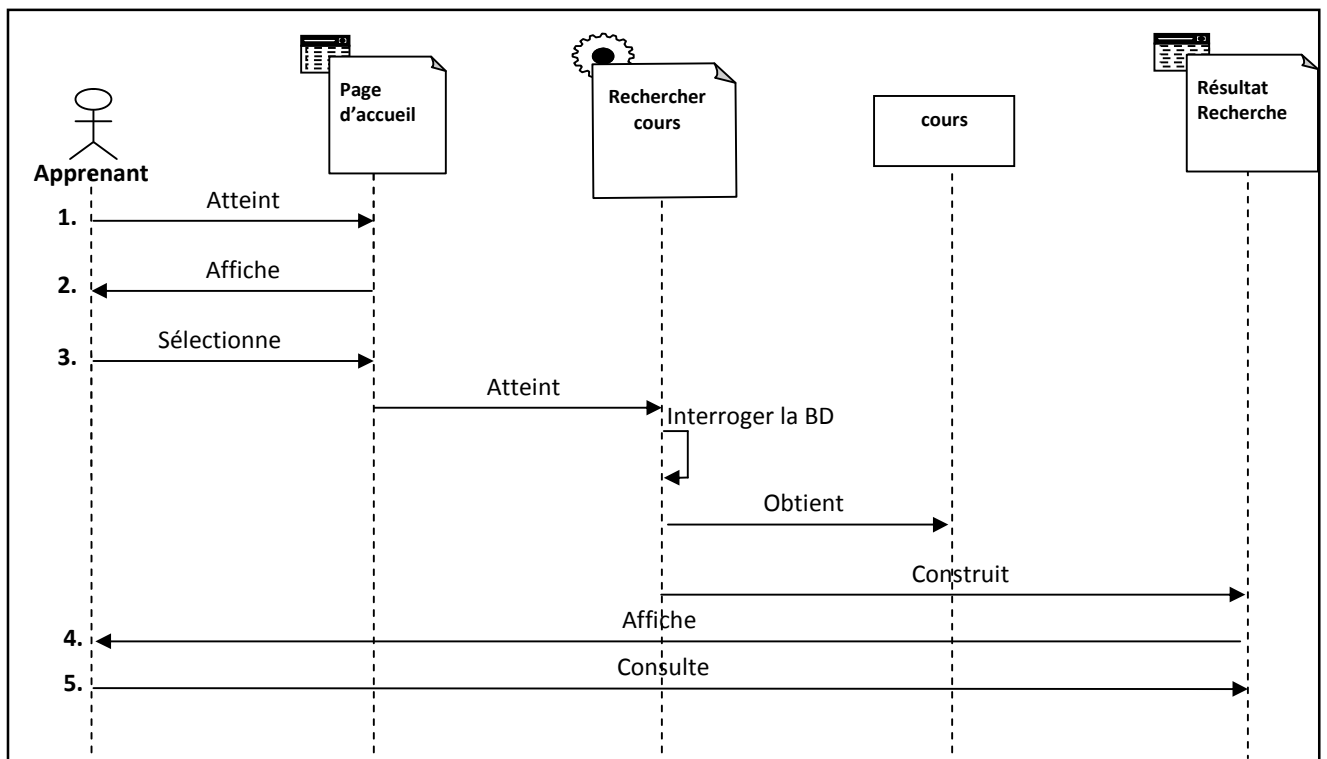 Page
d'accueil
Rechercher
cours
cours
Résultat
Recherche
Apprenant
1. Atteint
2. Affiche
3. Sélectionne
Atteint
Interroger la BD
Obtient
Construit
4. Affiche
5. Consulte